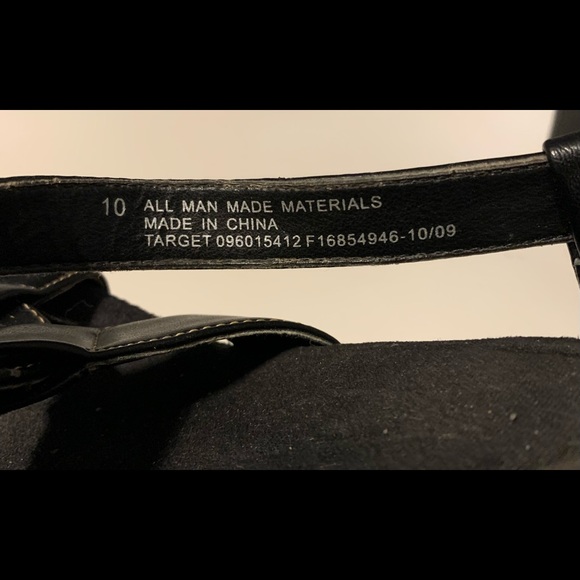 10 ALL MAN MADE MATERIALS
MADE IN CHINA
TARGET 096015412 F16854946-10/09